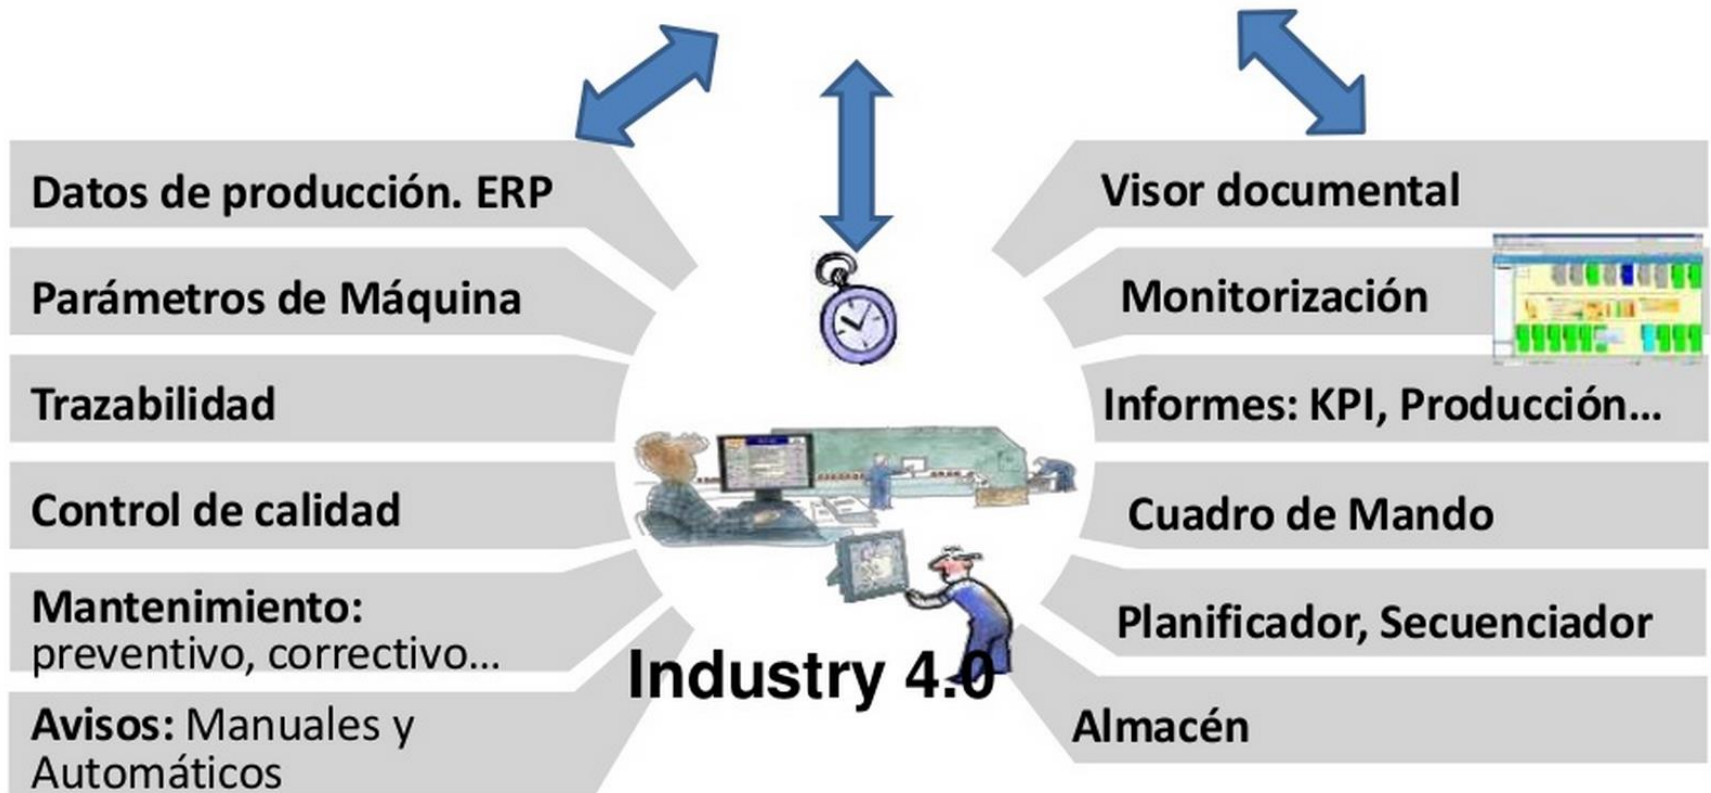 Datos de producción. ERP
Parámetros de Máquina
Trazabilidad
Control de calidad
Mantenimiento:
preventivo, correctivo...
Avisos: Manuales y
Automáticos
Industry 4.0
Visor documental
Monitorización
Informes: KPI, Producción...
Cuadro de Mando
Planificador, Secuenciador
Almacén